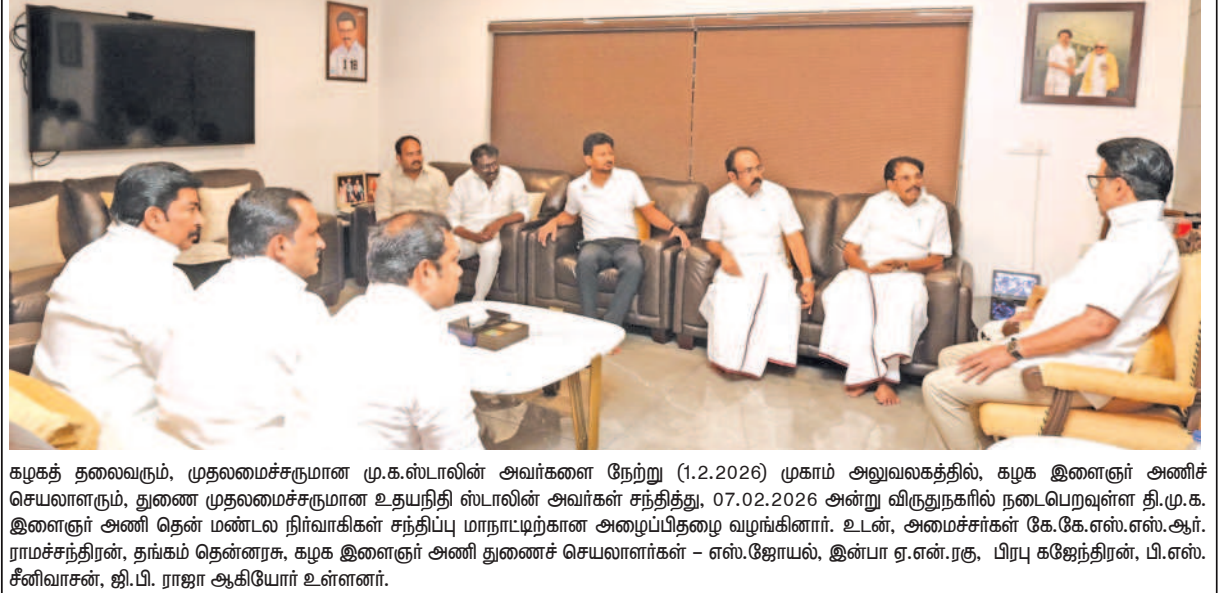 கழகத் தலைவரும், முதலமைச்சருமான மு.க.ஸ்டாலின் அவர்களை நேற்று (1.2.2026) முகாம் அலுவலகத்தில், கழக இளைஞர் அணிச்
செயலாளரும், துணை முதலமைச்சருமான உதயநிதி ஸ்டாலின் அவர்கள் சந்தித்து, 07.02.2026 அன்று விருதுநகரில் நடைபெறவுள்ள தி.மு.க.
இளைஞர் அணி தென் மண்டல நிர்வாகிகள் சந்திப்பு மாநாட்டிற்கான அழைப்பிதழை வழங்கினார். உடன், அமைச்சர்கள் கே.கே.எஸ்.எஸ்.ஆர்.
ராமச்சந்திரன், தங்கம் தென்னரசு, கழக இளைஞர் அணி துணைச் செயலாளர்கள் – எஸ்.ஜோயல், இன்பா ஏ.என்.ரகு, பிரபு கஜேந்திரன், பி.எஸ்.
சீனிவாசன், ஜி.பி. ராஜா ஆகியோர் உள்ளனர்.